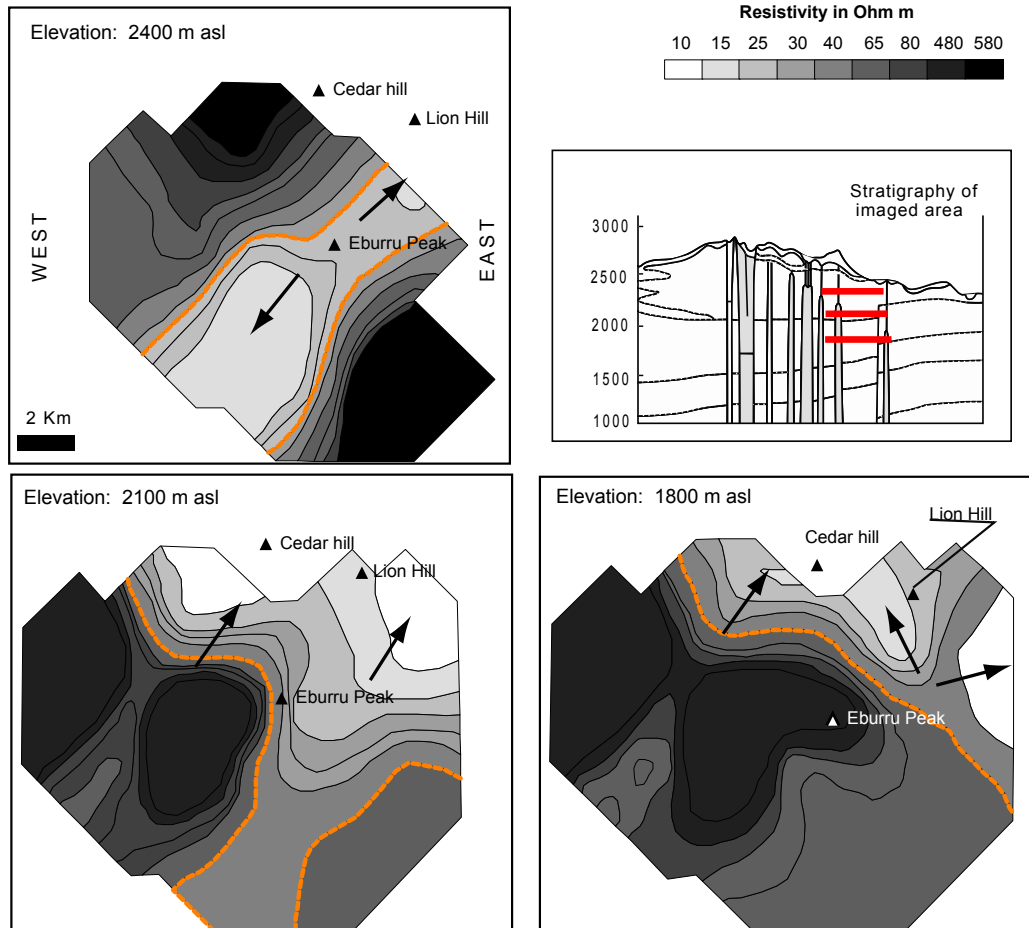 Elevation: 2400 m asl
Cedar hill
Lion Hill
WEST
EAST
Eburru Peak
2 Km
Resistivity in Ohm m
10 15 25 30 40 65 80 480 580
Stratigraphy of
imaged area
3000
2500
2000
1500
1000
Elevation: 2100 m asl
Cedar hill
Lion Hill
Eburru Peak
Elevation: 1800 m asl
Lion Hill
Cedar hill
Eburru Peak